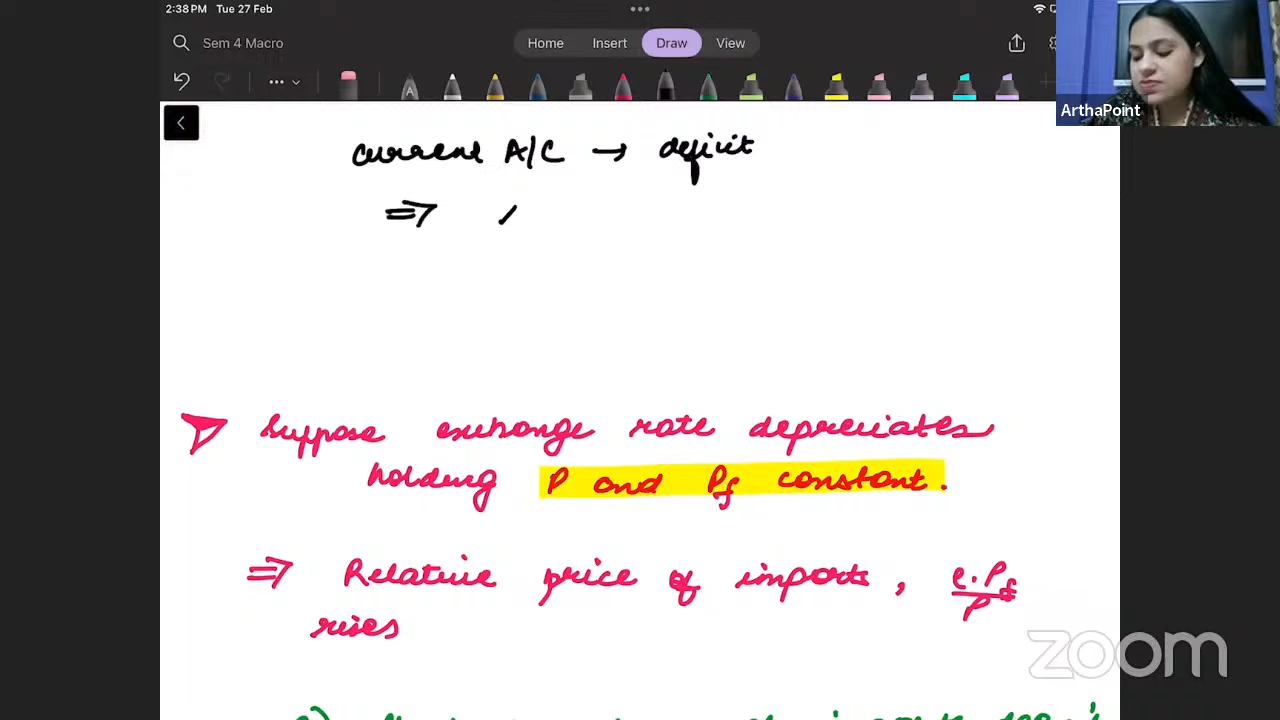 2:38 PM Tue 27 Feb
Sem 4 Macro
Home Insert Draw View
ArthaPoint
current A/C → deficit
⇒
Suppose exchange rate depreciates
holding P and Pf constant.
⇒ Relative price of imports, e.Pf/P
rises
zoom